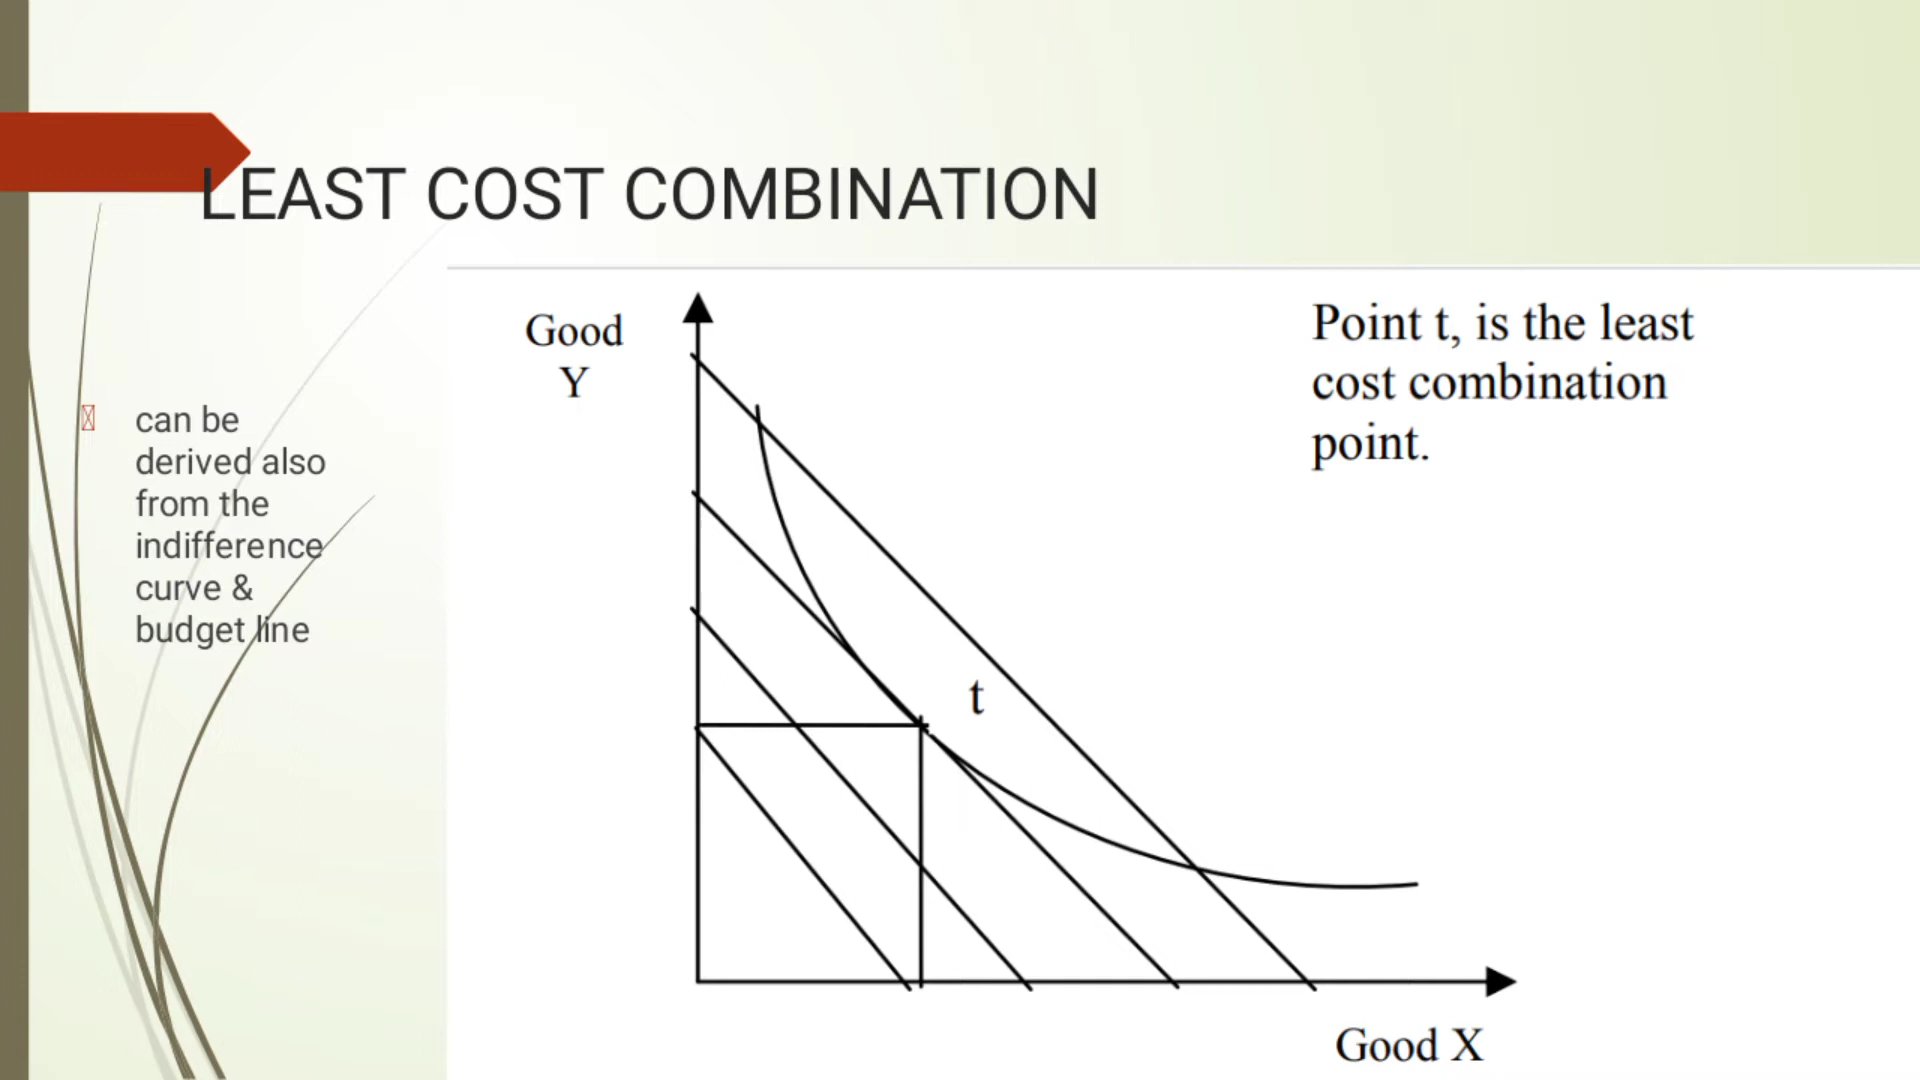 LEAST COST COMBINATION
can be
derived also
from the
indifference
curve &
budget line
Good
Y
Point t, is the least
cost combination
point.
t
Good X